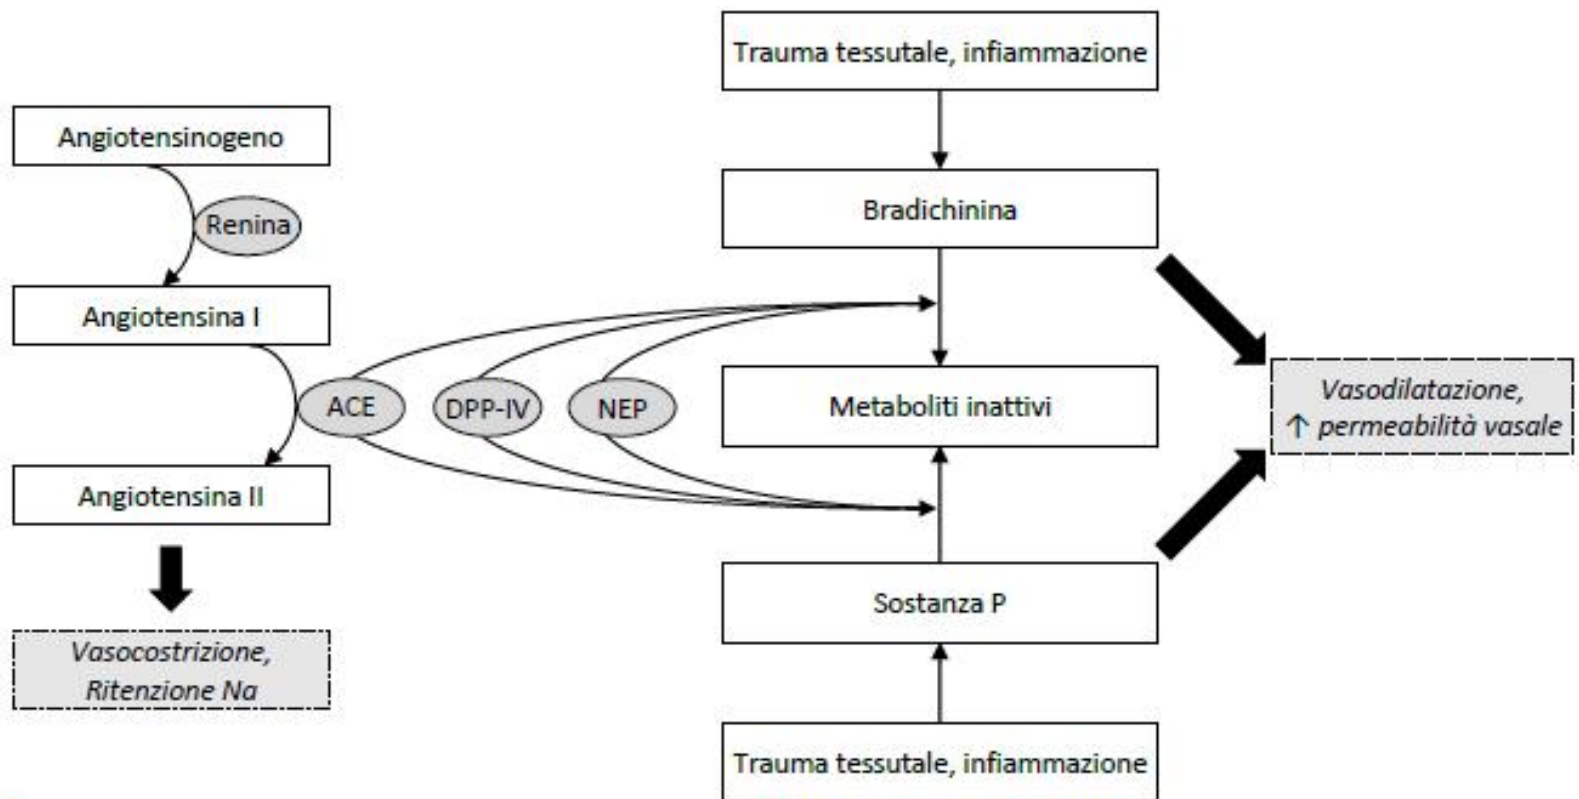 Trauma tessutale, infiammazione
Angiotensinogeno
Bradichinina
Renina
Angiotensina I
ACE
DPP-IV
NEP
Metaboliti inattivi
Vasodilatazione,
↑ permeabilità vasale
Angiotensina II
Sostanza P
Vasocostrizione,
Ritenzione Na
Trauma tessutale, infiammazione